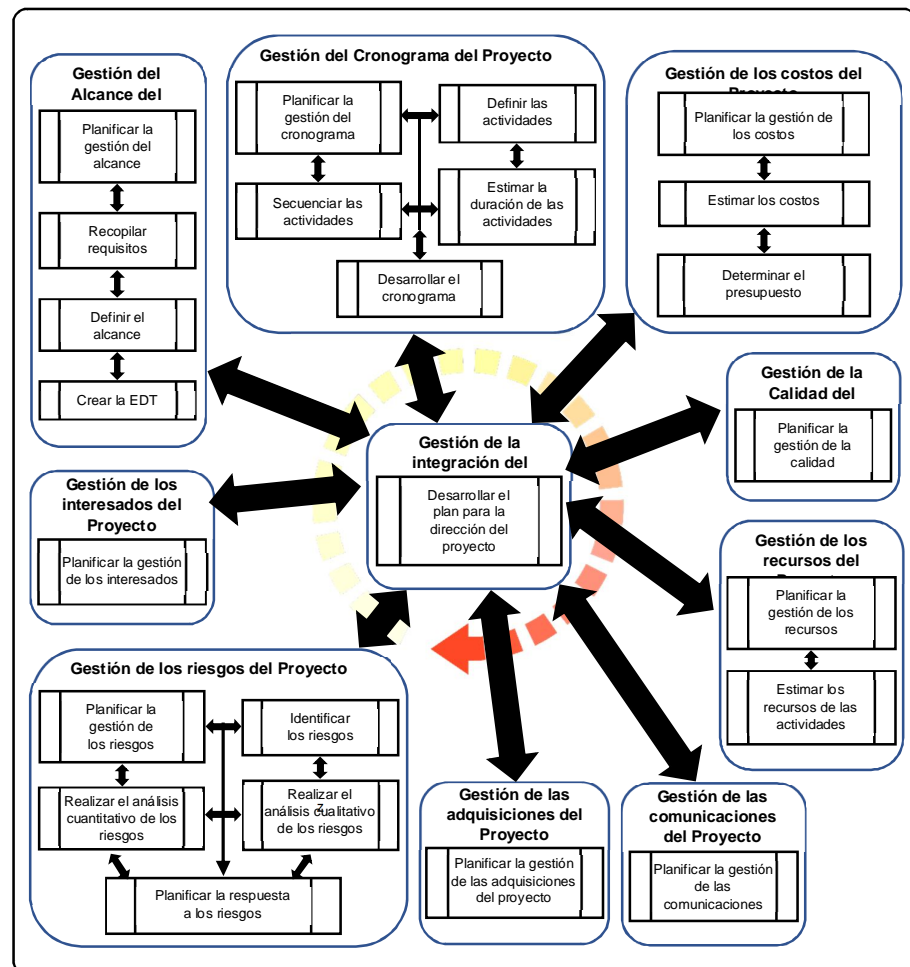 Gestión del
Alcance del
Planificar la
gestión del
alcance
Recopilar
requisitos
Definir el
alcance
Crear la EDT
Gestión del Cronograma del Proyecto
Planificar la
gestión del
cronograma
Definir las
actividades
Secuenciar las
actividades
Estimar la
duración de las
actividades
Desarrollar el
cronograma
Gestión de los costos del
Proyecto
Planificar la gestión de
los costos
Estimar los costos
Determinar el
presupuesto
Gestión de la
Calidad del
Planificar la
gestión de la
calidad
Gestión de la
integración del
Desarrollar el
plan para la
dirección del
proyecto
Gestión de los
interesados del
Proyecto
Planificar la gestión
de los interesados
Gestión de los
recursos del
Planificar la
gestión de los
recursos
Estimar los
recursos de las
actividades
Gestión de los riesgos del Proyecto
Planificar la
gestión de
los riesgos
Identificar
los riesgos
Realizar el análisis
cuantitativo de los
riesgos
Realizar el
análisis cualitativo
de los riesgos
Planificar la respuesta
a los riesgos
Gestión de las
adquisiciones del
Proyecto
Planificar la gestión
de las adquisiciones
del proyecto
Gestión de las
comunicaciones
del Proyecto
Planificar la gestión
de las
comunicaciones